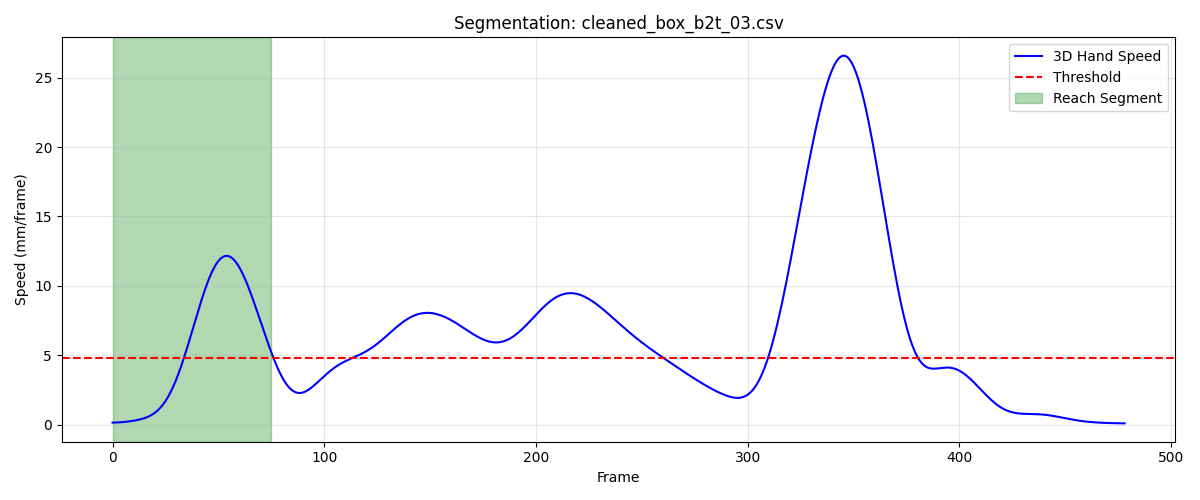 Segmentation: cleaned_box_b2t_03.csv
3D Hand Speed
Threshold
Reach Segment
Speed (mm/frame)
25
20
15
10
5
0
0 100 200 300 400 500
Frame